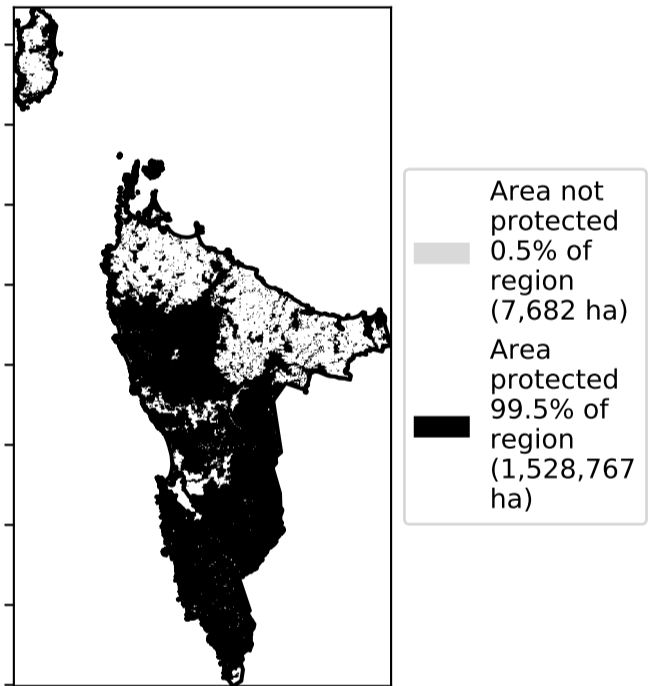 Area not
protected
0.5% of
region
(7,682 ha)
Area
protected
99.5% of
region
(1,528,767
ha)